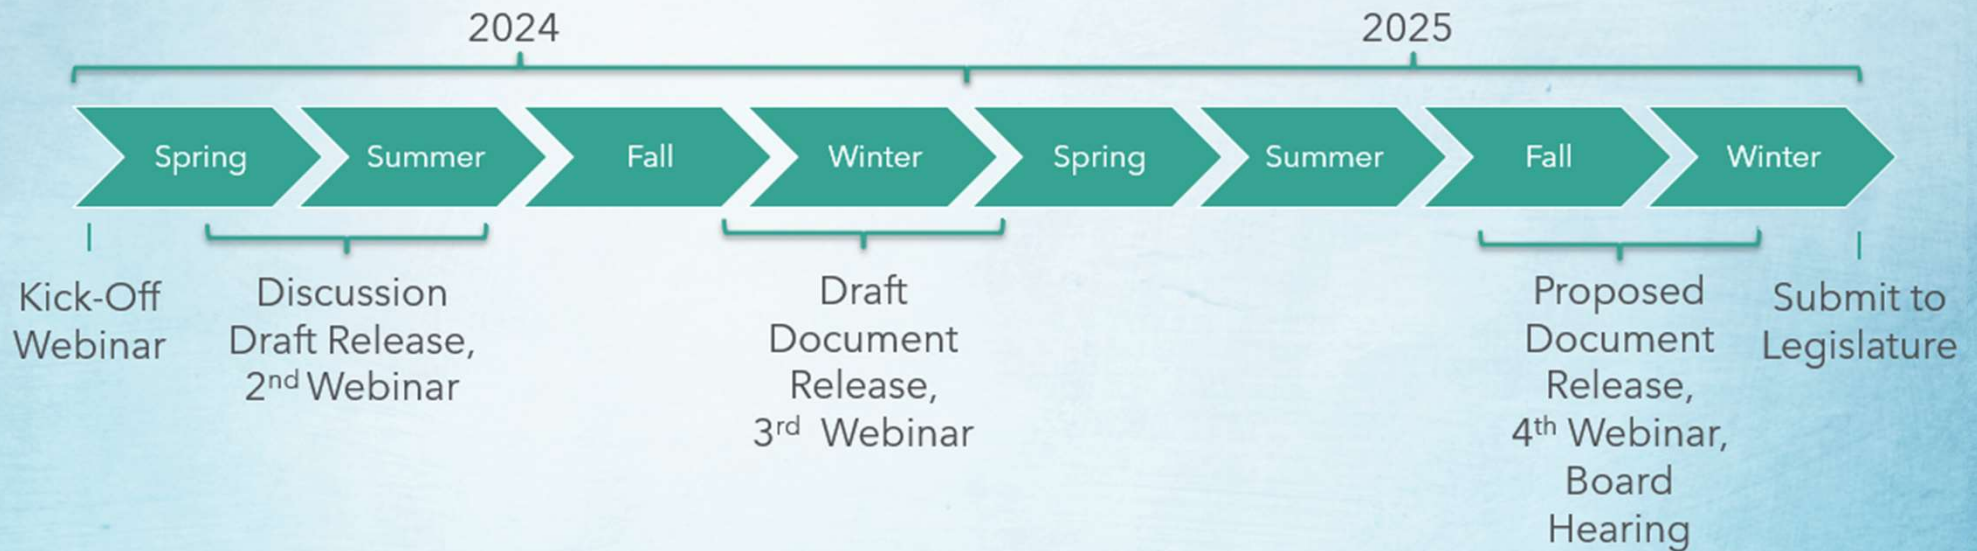 2024
2025
Spring
Summer
Fall
Winter
Spring
Summer
Fall
Winter
Kick-Off
Webinar
Discussion
Draft Release,
2nd Webinar
Draft
Document
Release,
3rd Webinar
Proposed
Document
Release,
4th Webinar,
Board
Hearing
Submit to
Legislature